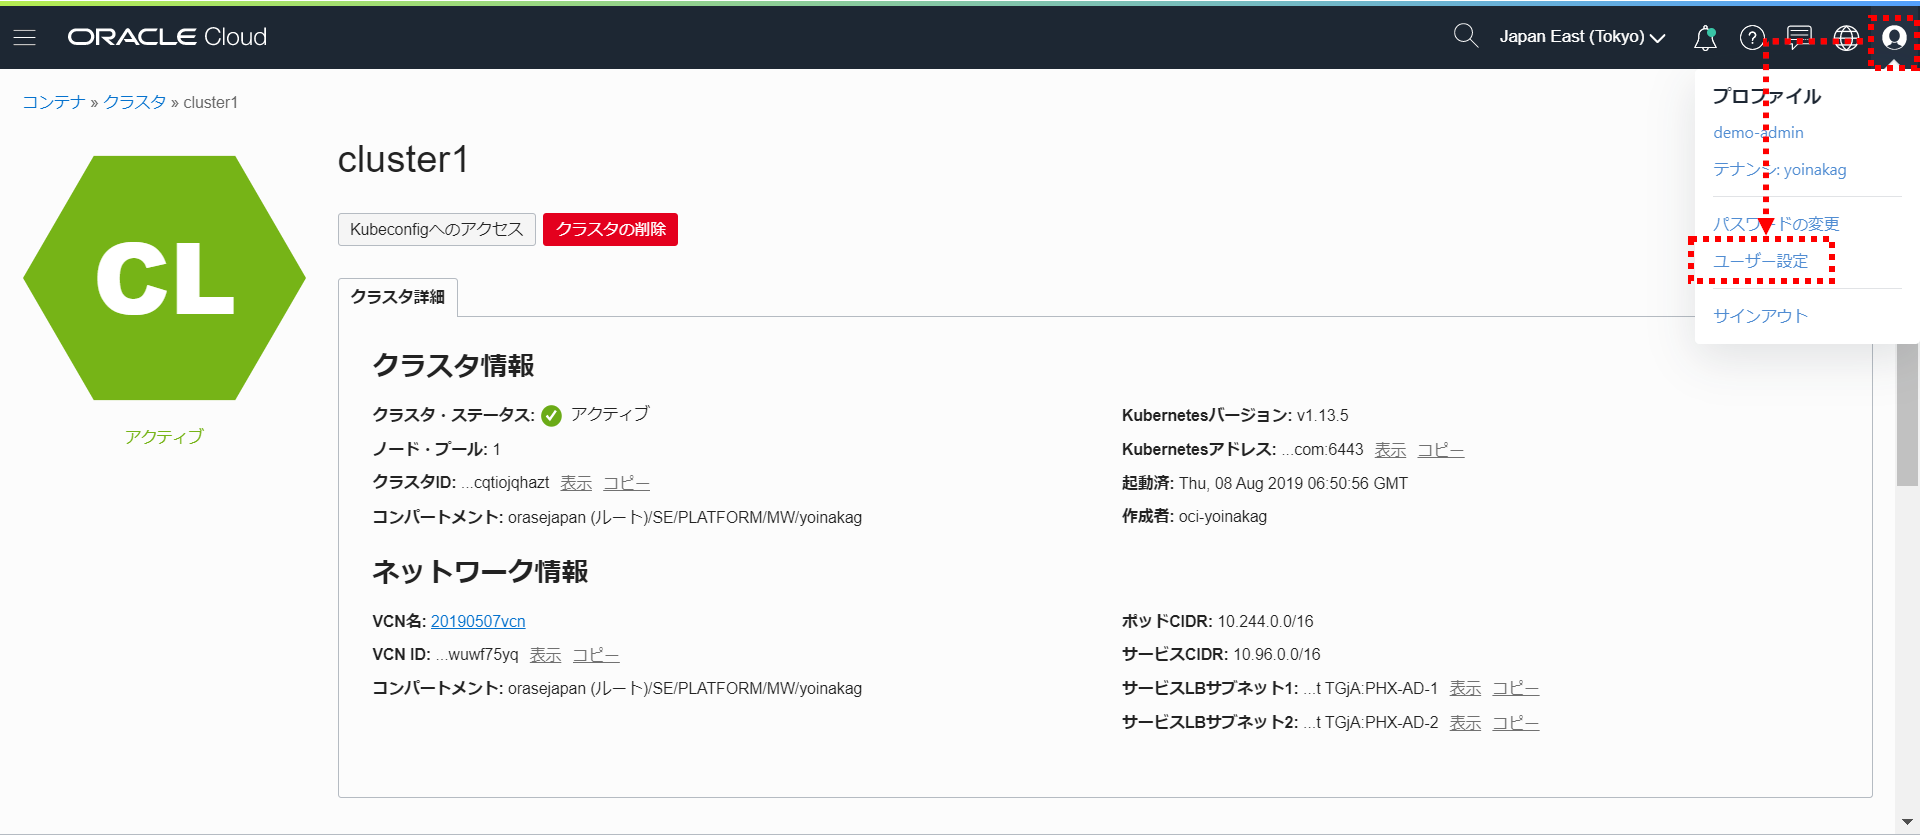 ORACLE Cloud
Japan East (Tokyo)
コンテナ » クラスタ » cluster1
プロファイル
demo-admin
テナンシ: yoinakag
パスワードの変更
ユーザー設定
サインアウト
CL
アクティブ
cluster1
Kubeconfigへのアクセス クラスタの削除
クラスタ詳細
クラスタ情報
クラスタ・ステータス: アクティブ
ノード・プール: 1
クラスタID: ...cqtiojqhazt 表示 コピー
コンパートメント: orasejapan (ルート)/SE/PLATFORM/MW/yoinakag
Kubernetesバージョン: v1.13.5
Kubernetesアドレス: ...com:6443 表示 コピー
起動済: Thu, 08 Aug 2019 06:50:56 GMT
作成者: oci-yoinakag
ネットワーク情報
VCN名: 20190507vcn
VCN ID: ...wuwf75yq 表示 コピー
コンパートメント: orasejapan (ルート)/SE/PLATFORM/MW/yoinakag
ポッドCIDR: 10.244.0.0/16
サービスCIDR: 10.96.0.0/16
サービスLBサブネット1: ...t TGjA:PHX-AD-1 表示 コピー
サービスLBサブネット2: ...t TGjA:PHX-AD-2 表示 コピー